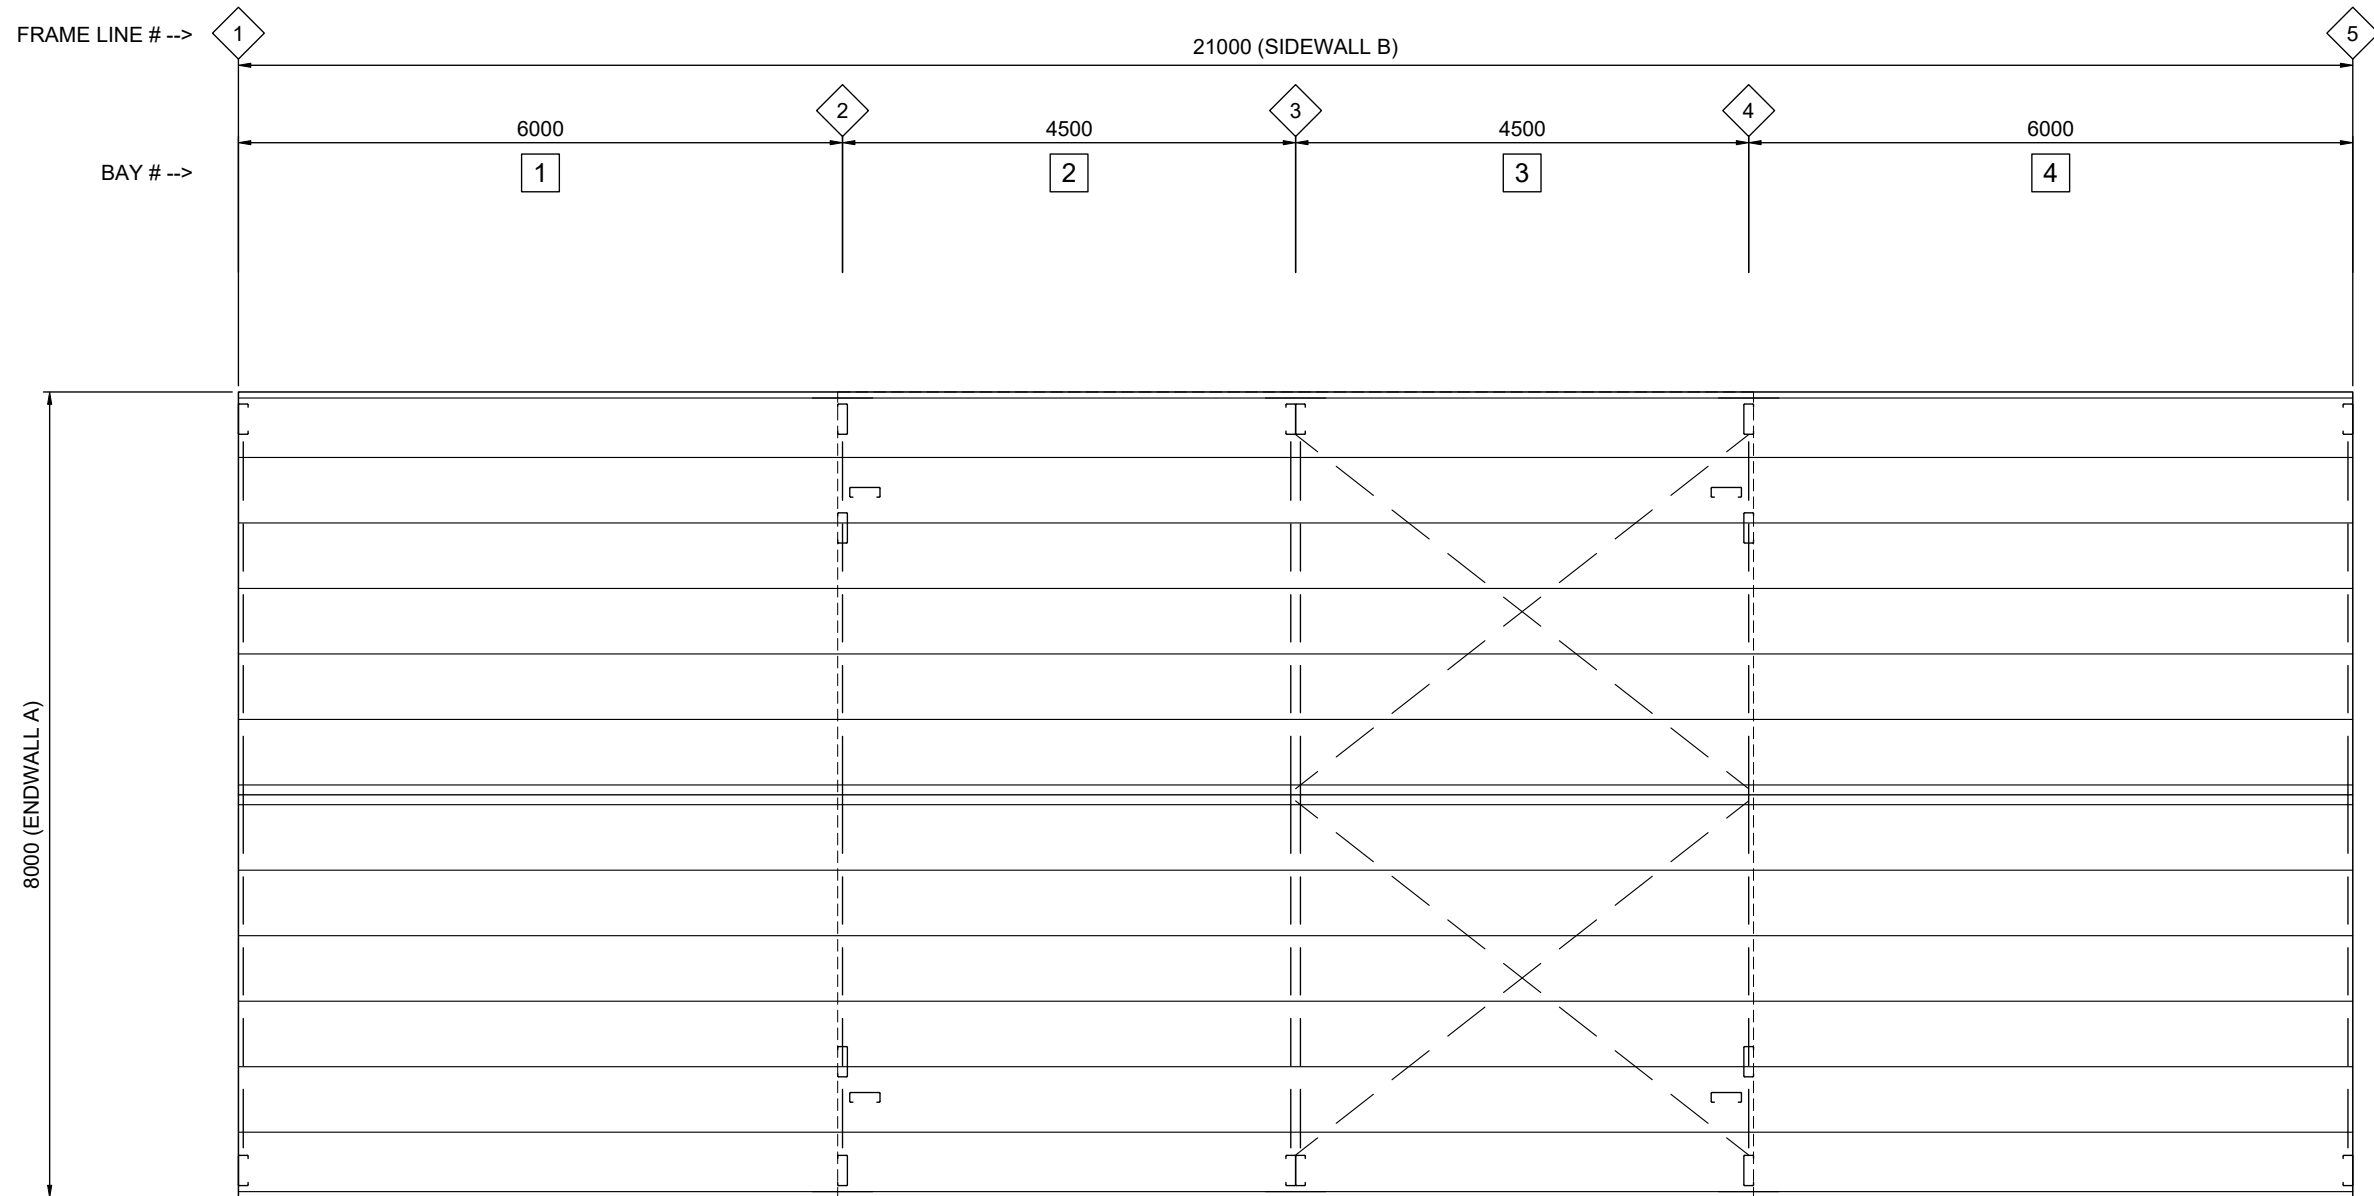 FRAME LINE # --> 1 5
21000 (SIDEWALL B)
2 3 4
6000 4500 4500 6000
BAY # --> 1 2 3 4
8000 (ENDWALL A)